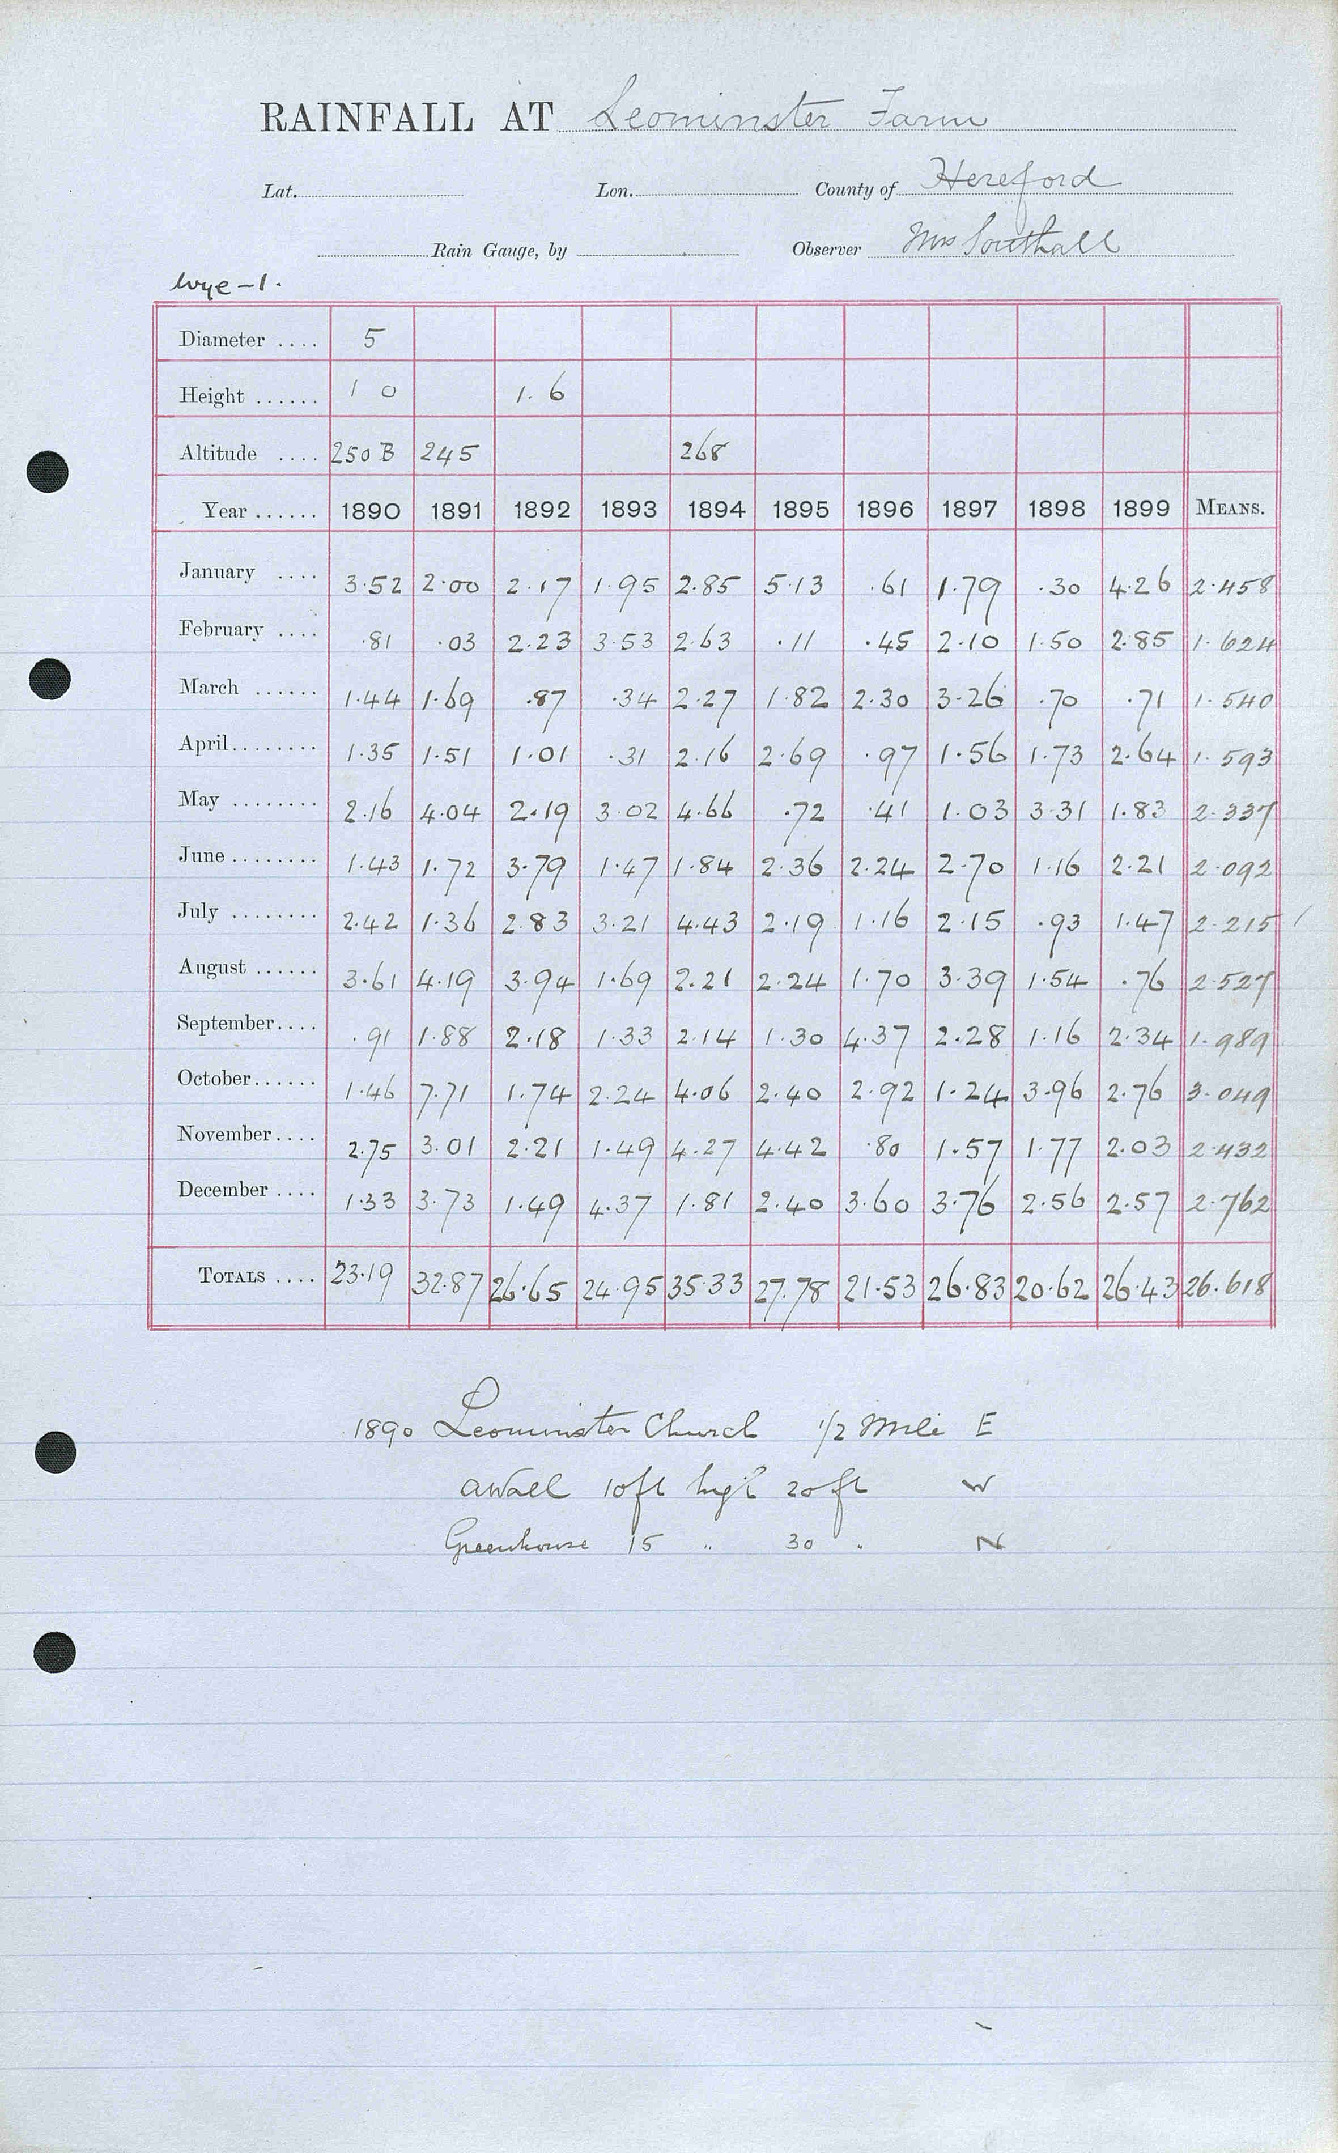 RAINFALL AT Leominster Farm
Lat. Lon. County of Hereford
Rain Gauge, by Observer Mrs Southall
Wye-1.
Diameter .... 5
Height ...... 1 0 1.6
Altitude .... 250 B 245 268
Year ...... 1890 1891 1892 1893 1894 1895 1896 1897 1898 1899 MEANS.
January .... 3.52 2.00 2.17 1.95 2.85 5.13 .61 1.79 .30 4.26 2.458
February .... .81 .03 2.23 3.53 2.63 .11 .45 2.10 1.50 2.85 1.624
March ...... 1.44 1.69 .87 .34 2.27 1.82 2.30 3.26 .70 .71 1.540
April........ 1.35 1.51 1.01 .31 2.16 2.69 .97 1.56 1.73 2.64 1.593
May ........ 2.16 4.04 2.19 3.02 4.66 .72 .41 1.03 3.31 1.83 2.337
June ........ 1.43 1.72 3.79 1.47 1.84 2.36 2.24 2.70 1.16 2.21 2.092
July ........ 2.42 1.36 2.83 3.21 4.43 2.19 1.16 2.15 .93 1.47 2.215
August ...... 3.61 4.19 3.94 1.69 2.21 2.24 1.70 3.39 1.54 .76 2.527
September.... .91 1.88 2.18 1.33 2.14 1.30 4.37 2.28 1.16 2.34 1.989
October...... 1.46 7.71 1.74 2.24 4.06 2.40 2.92 1.24 3.96 2.76 3.049
November.... 2.75 3.01 2.21 1.49 4.27 4.42 .80 1.57 1.77 2.03 2.432
December .... 1.33 3.73 1.49 4.37 1.81 2.40 3.60 3.76 2.56 2.57 2.762
TOTALS .... 23.19 32.87 26.65 24.95 35.33 27.78 21.53 26.83 20.62 26.43 26.618
1890 Leominster Church 1/2 Mile E
a Wall 10ft high 20ft W
Greenhouse 15 " 30 " N